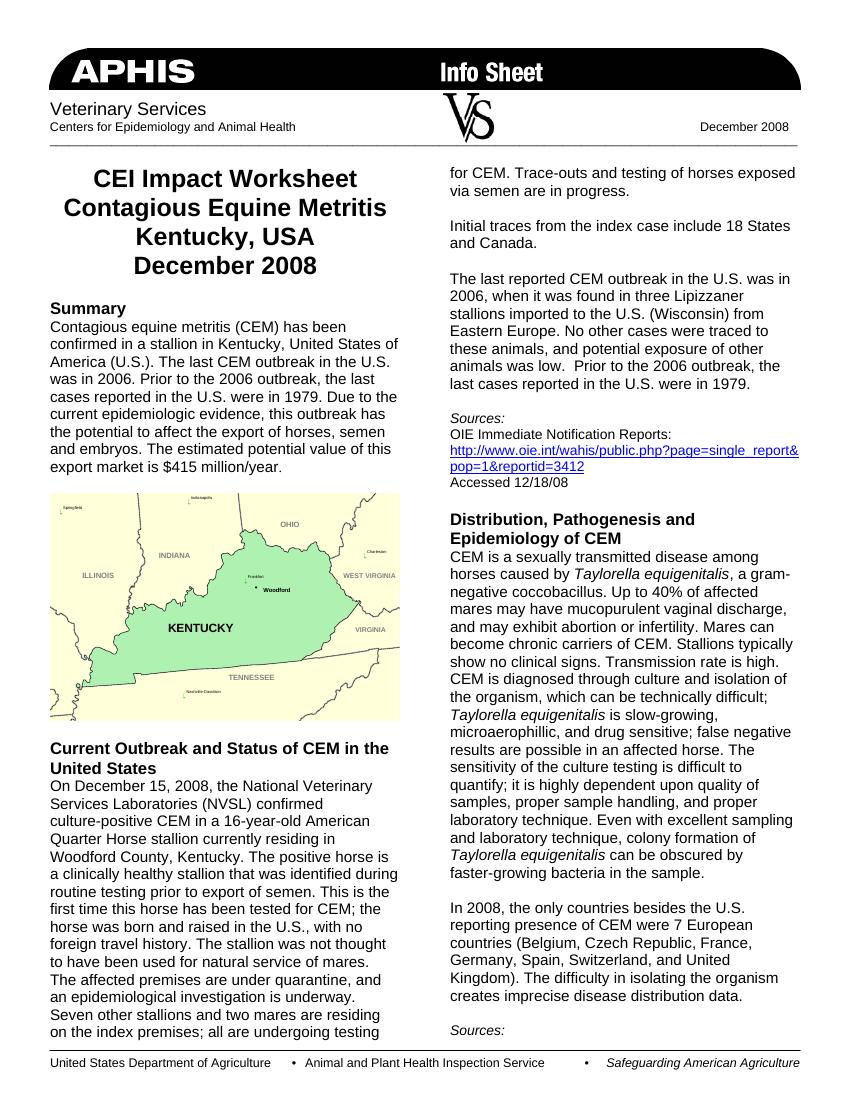 APHIS Info Sheet
Veterinary Services
Centers for Epidemiology and Animal Health
VS
December 2008
CEI Impact Worksheet
Contagious Equine Metritis
Kentucky, USA
December 2008
Summary
Contagious equine metritis (CEM) has been
confirmed in a stallion in Kentucky, United States of
America (U.S.). The last CEM outbreak in the U.S.
was in 2006. Prior to the 2006 outbreak, the last
cases reported in the U.S. were in 1979. Due to the
current epidemiologic evidence, this outbreak has
the potential to affect the export of horses, semen
and embryos. The estimated potential value of this
export market is $415 million/year.
Indianapolis
Springfield
OHIO
INDIANA
Charleston
ILLINOIS
Frankfort
WEST VIRGINIA
Woodford
KENTUCKY
VIRGINIA
TENNESSEE
Nashville-Davidson
Current Outbreak and Status of CEM in the
United States
On December 15, 2008, the National Veterinary
Services Laboratories (NVSL) confirmed
culture-positive CEM in a 16-year-old American
Quarter Horse stallion currently residing in
Woodford County, Kentucky. The positive horse is
a clinically healthy stallion that was identified during
routine testing prior to export of semen. This is the
first time this horse has been tested for CEM; the
horse was born and raised in the U.S., with no
foreign travel history. The stallion was not thought
to have been used for natural service of mares.
The affected premises are under quarantine, and
an epidemiological investigation is underway.
Seven other stallions and two mares are residing
on the index premises; all are undergoing testing
for CEM. Trace-outs and testing of horses exposed
via semen are in progress.
Initial traces from the index case include 18 States
and Canada.
The last reported CEM outbreak in the U.S. was in
2006, when it was found in three Lipizzaner
stallions imported to the U.S. (Wisconsin) from
Eastern Europe. No other cases were traced to
these animals, and potential exposure of other
animals was low.  Prior to the 2006 outbreak, the
last cases reported in the U.S. were in 1979.
Sources:
OIE Immediate Notification Reports:
http://www.oie.int/wahis/public.php?page=single_report&
pop=1&reportid=3412
Accessed 12/18/08
Distribution, Pathogenesis and
Epidemiology of CEM
CEM is a sexually transmitted disease among
horses caused by Taylorella equigenitalis, a gram-
negative coccobacillus. Up to 40% of affected
mares may have mucopurulent vaginal discharge,
and may exhibit abortion or infertility. Mares can
become chronic carriers of CEM. Stallions typically
show no clinical signs. Transmission rate is high.
CEM is diagnosed through culture and isolation of
the organism, which can be technically difficult;
Taylorella equigenitalis is slow-growing,
microaerophillic, and drug sensitive; false negative
results are possible in an affected horse. The
sensitivity of the culture testing is difficult to
quantify; it is highly dependent upon quality of
samples, proper sample handling, and proper
laboratory technique. Even with excellent sampling
and laboratory technique, colony formation of
Taylorella equigenitalis can be obscured by
faster-growing bacteria in the sample.
In 2008, the only countries besides the U.S.
reporting presence of CEM were 7 European
countries (Belgium, Czech Republic, France,
Germany, Spain, Switzerland, and United
Kingdom). The difficulty in isolating the organism
creates imprecise disease distribution data.
Sources:
United States Department of Agriculture • Animal and Plant Health Inspection Service • Safeguarding American Agriculture